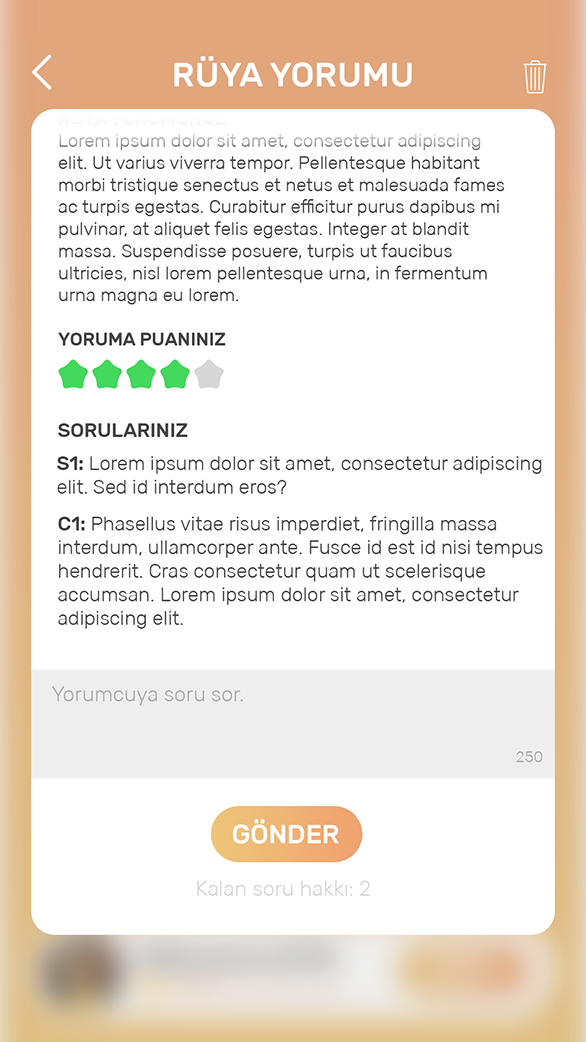 RÜYA YORUMU
RÜYA YORUMUNUZ
Lorem ipsum dolor sit amet, consectetur adipiscing
elit. Ut varius viverra tempor. Pellentesque habitant
morbi tristique senectus et netus et malesuada fames
ac turpis egestas. Curabitur efficitur purus dapibus mi
pulvinar, at aliquet felis egestas. Integer at blandit
massa. Suspendisse posuere, turpis ut faucibus
ultricies, nisl lorem pellentesque urna, in fermentum
urna magna eu lorem.
YORUMA PUANINIZ
SORULARINIZ
S1: Lorem ipsum dolor sit amet, consectetur adipiscing
elit. Sed id interdum eros?
C1: Phasellus vitae risus imperdiet, fringilla massa
interdum, ullamcorper ante. Fusce id est id nisi tempus
hendrerit. Cras consectetur quam ut scelerisque
accumsan. Lorem ipsum dolor sit amet, consectetur
adipiscing elit.
Yorumcuya soru sor.
250
GÖNDER
Kalan soru hakkı: 2